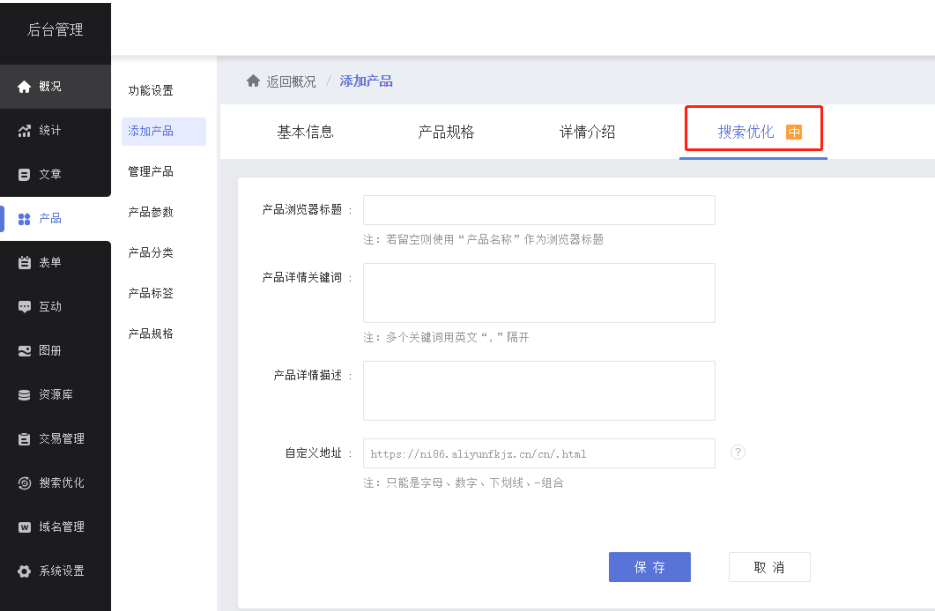 后台管理
概况
统计
文章
产品
表单
互动
图册
资源库
交易管理
搜索优化
域名管理
系统设置
功能设置
添加产品
管理产品
产品参数
产品分类
产品标签
产品规格
返回概况 / 添加产品
基本信息 产品规格 详情介绍 搜索优化 中
产品浏览器标题 :
注: 若留空则使用“产品名称”作为浏览器标题
产品详情关键词 :
注: 多个关键词用英文“,”隔开
产品详情描述 :
自定义地址 : https://ni86.aliyunfkjz.cn/cn/.html ?
注: 只能是字母、数字、下划线、-组合
保 存 取 消